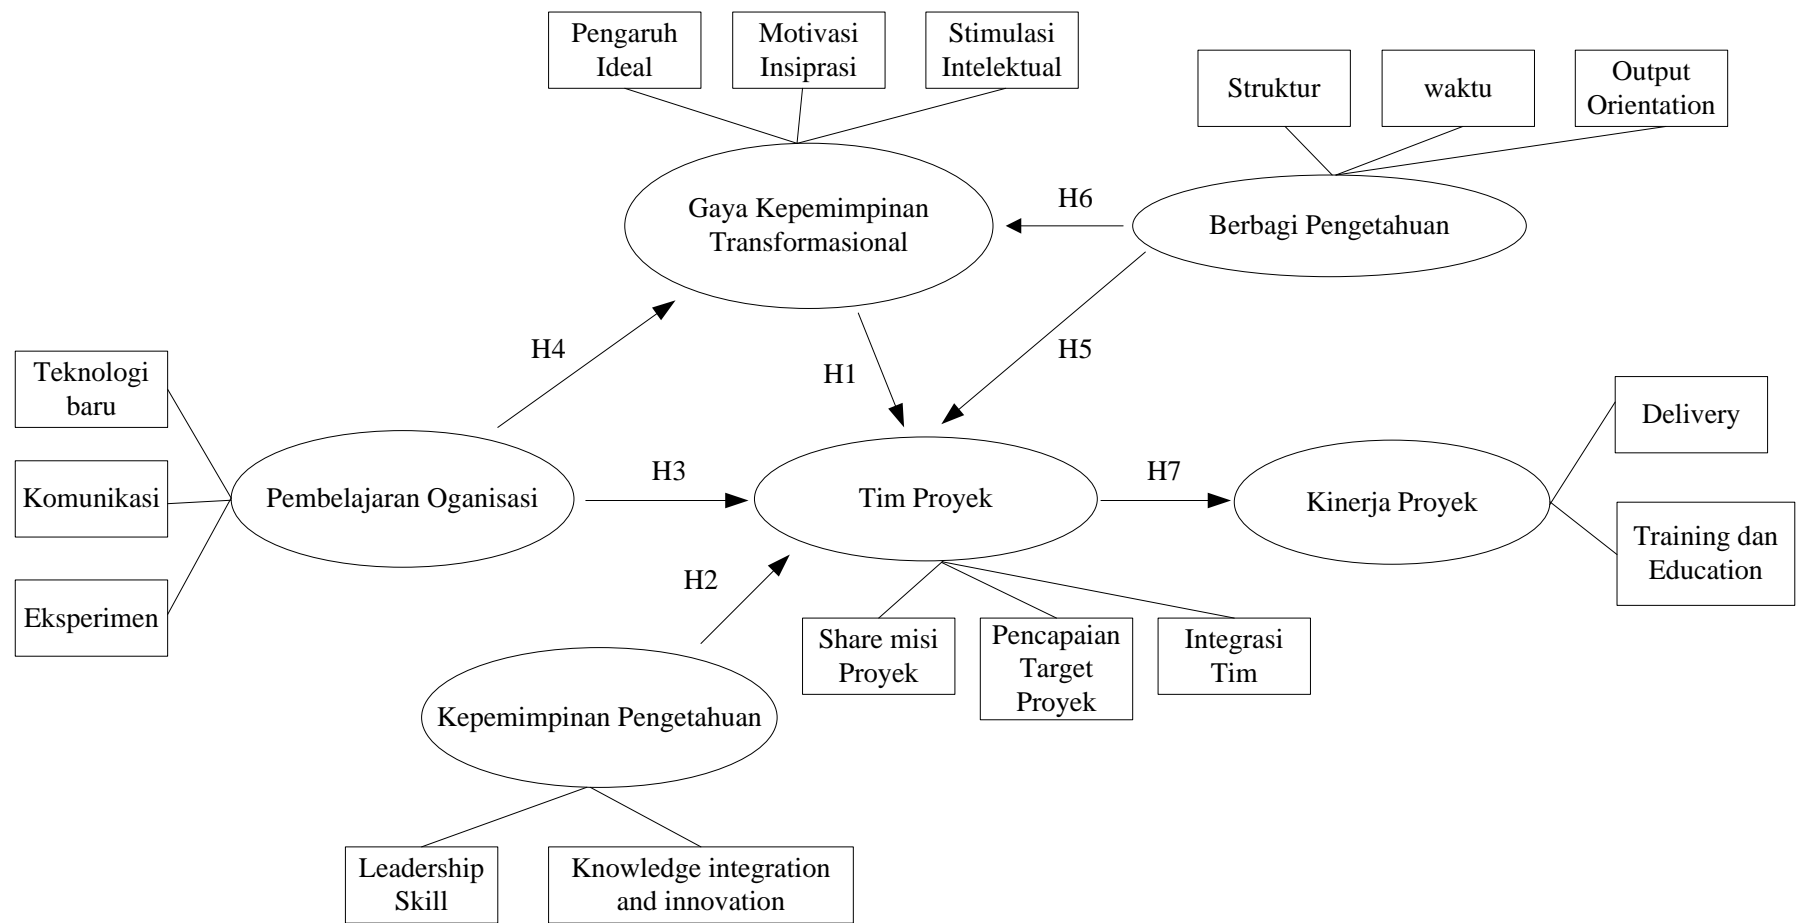 Pengaruh
Ideal
Motivasi
Insiprasi
Stimulasi
Intelektual
Struktur
waktu
Output
Orientation
Gaya Kepemimpinan
Transformasional
H6
Berbagi Pengetahuan
H4
H1
H5
Teknologi
baru
Komunikasi
Eksperimen
Pembelajaran Oganisasi
H3
Tim Proyek
H7
Kinerja Proyek
Delivery
Training dan
Education
H2
Share misi
Proyek
Pencapaian
Target
Proyek
Integrasi
Tim
Kepemimpinan Pengetahuan
Leadership
Skill
Knowledge integration
and innovation